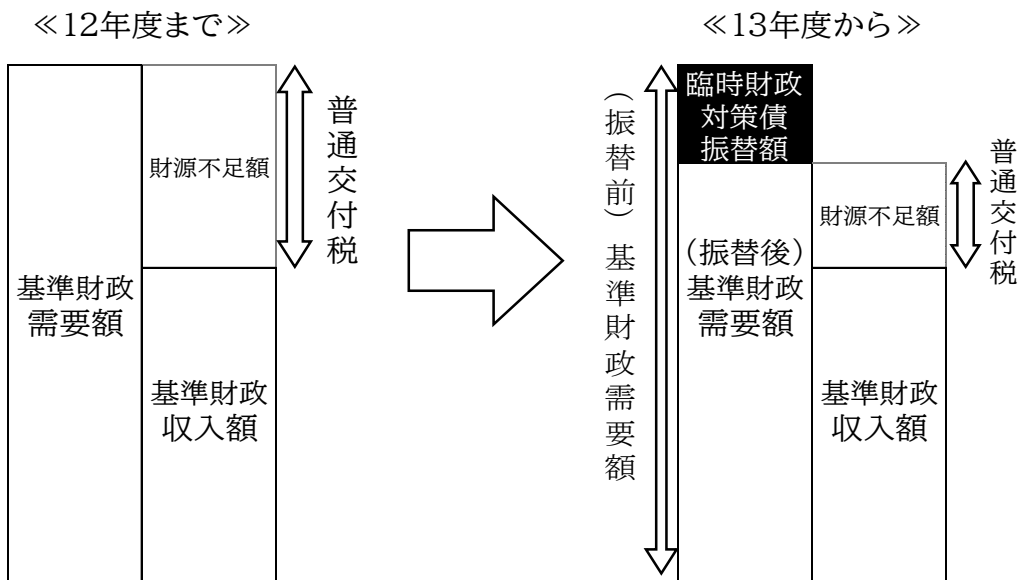 ≪12年度まで≫
基準財政
需要額
財源不足額
基準財政
収入額
普通交付税
≪13年度から≫
（振替前）基準財政需要額
臨時財政
対策債
振替額
（振替後）
基準財政
需要額
財源不足額
基準財政
収入額
普通交付税